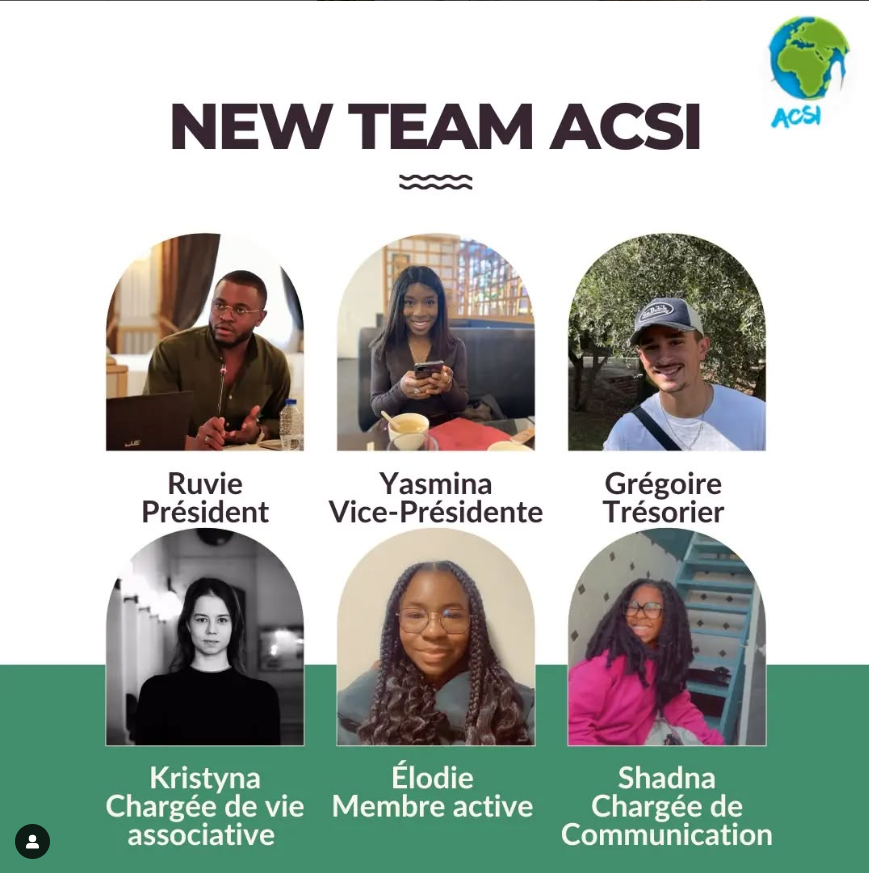 ACSI
NEW TEAM ACSI
Ruvie
Président
Yasmina
Vice-Présidente
Grégoire
Trésorier
Kristyna
Chargée de vie
associative
Élodie
Membre active
Shadna
Chargée de
Communication